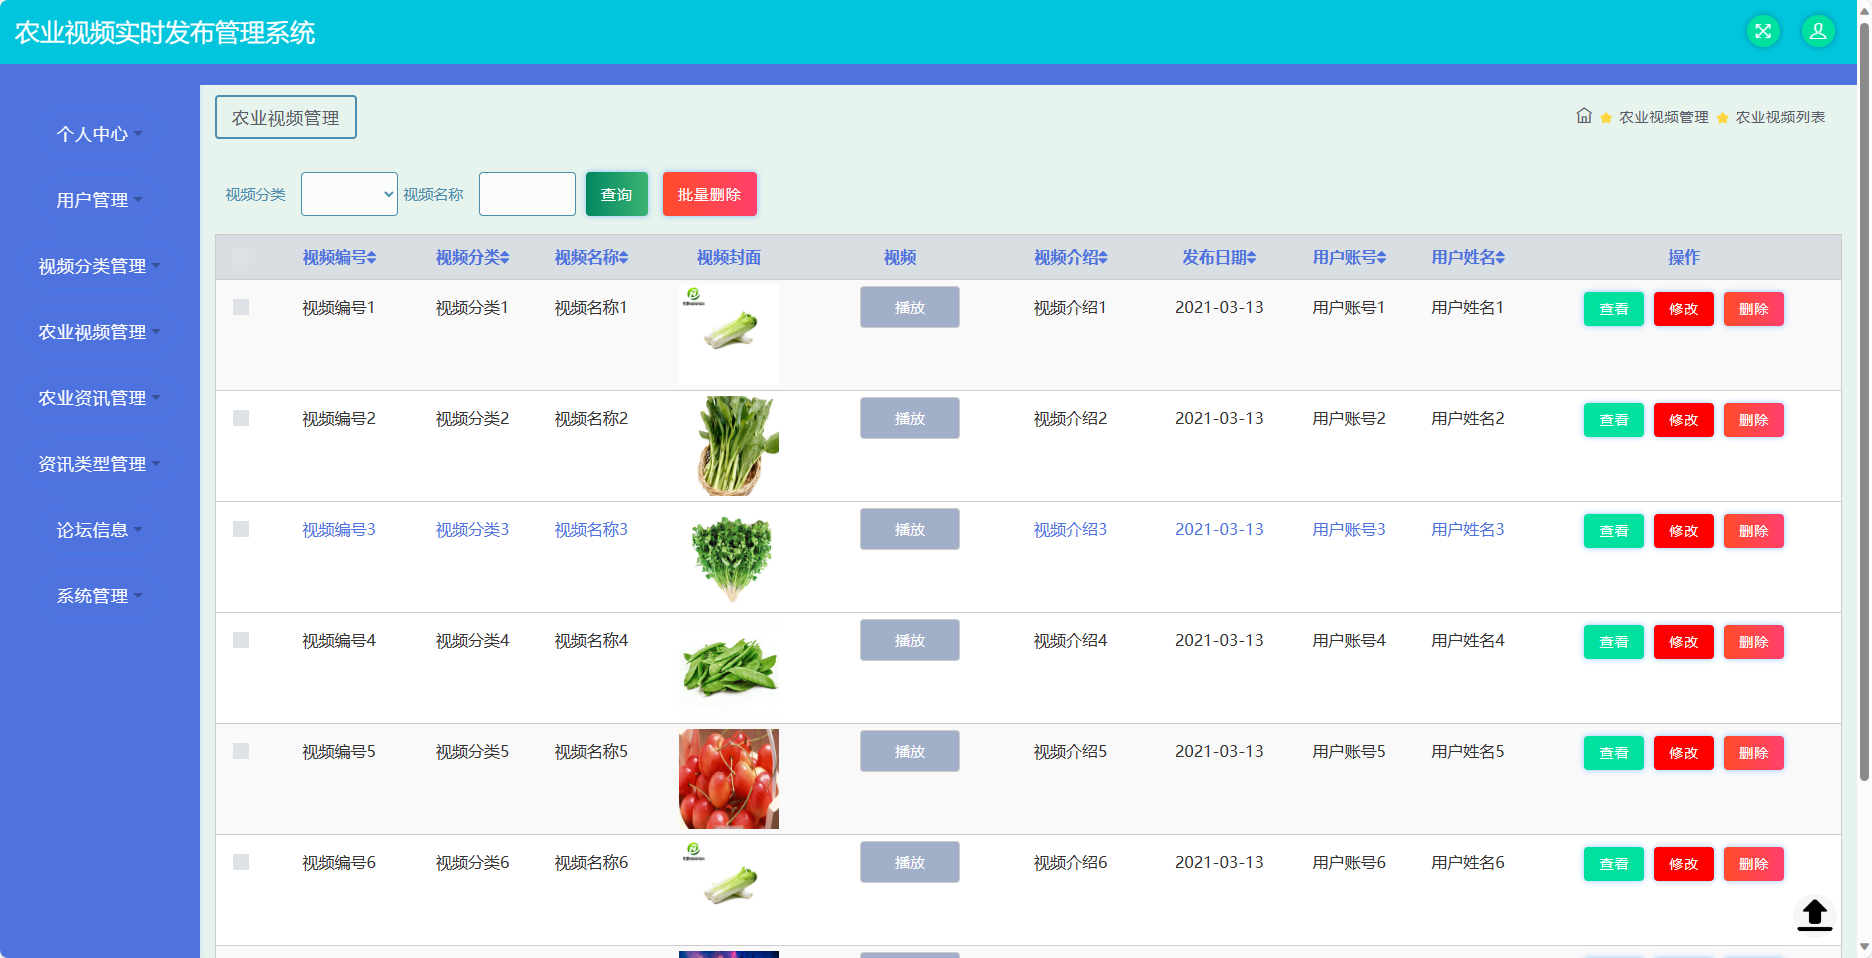 农业视频实时发布管理系统
个人中心
用户管理
视频分类管理
农业视频管理
农业资讯管理
资讯类型管理
论坛信息
系统管理
农业视频管理
农业视频管理 农业视频列表
视频分类 视频名称 查询 批量删除
视频编号 视频分类 视频名称 视频封面 视频 视频介绍 发布日期 用户账号 用户姓名 操作
视频编号1 视频分类1 视频名称1 播放 视频介绍1 2021-03-13 用户账号1 用户姓名1 查看 修改 删除
视频编号2 视频分类2 视频名称2 播放 视频介绍2 2021-03-13 用户账号2 用户姓名2 查看 修改 删除
视频编号3 视频分类3 视频名称3 播放 视频介绍3 2021-03-13 用户账号3 用户姓名3 查看 修改 删除
视频编号4 视频分类4 视频名称4 播放 视频介绍4 2021-03-13 用户账号4 用户姓名4 查看 修改 删除
视频编号5 视频分类5 视频名称5 播放 视频介绍5 2021-03-13 用户账号5 用户姓名5 查看 修改 删除
视频编号6 视频分类6 视频名称6 播放 视频介绍6 2021-03-13 用户账号6 用户姓名6 查看 修改 删除